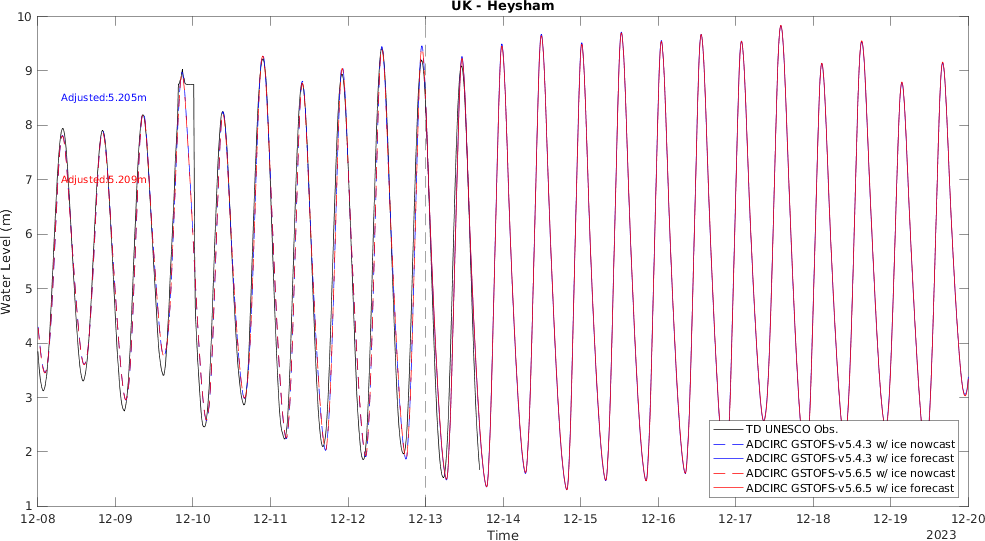 UK - Heysham
10
9
8
7
6
5
4
3
2
1
Water Level (m)
Adjusted:5.205m
Adjusted:5.209m
TD UNESCO Obs.
ADCIRC GSTOFS-v5.4.3 w/ ice nowcast
ADCIRC GSTOFS-v5.4.3 w/ ice forecast
ADCIRC GSTOFS-v5.6.5 w/ ice nowcast
ADCIRC GSTOFS-v5.6.5 w/ ice forecast
12-08 12-09 12-10 12-11 12-12 12-13 12-14 12-15 12-16 12-17 12-18 12-19 12-20
Time
2023